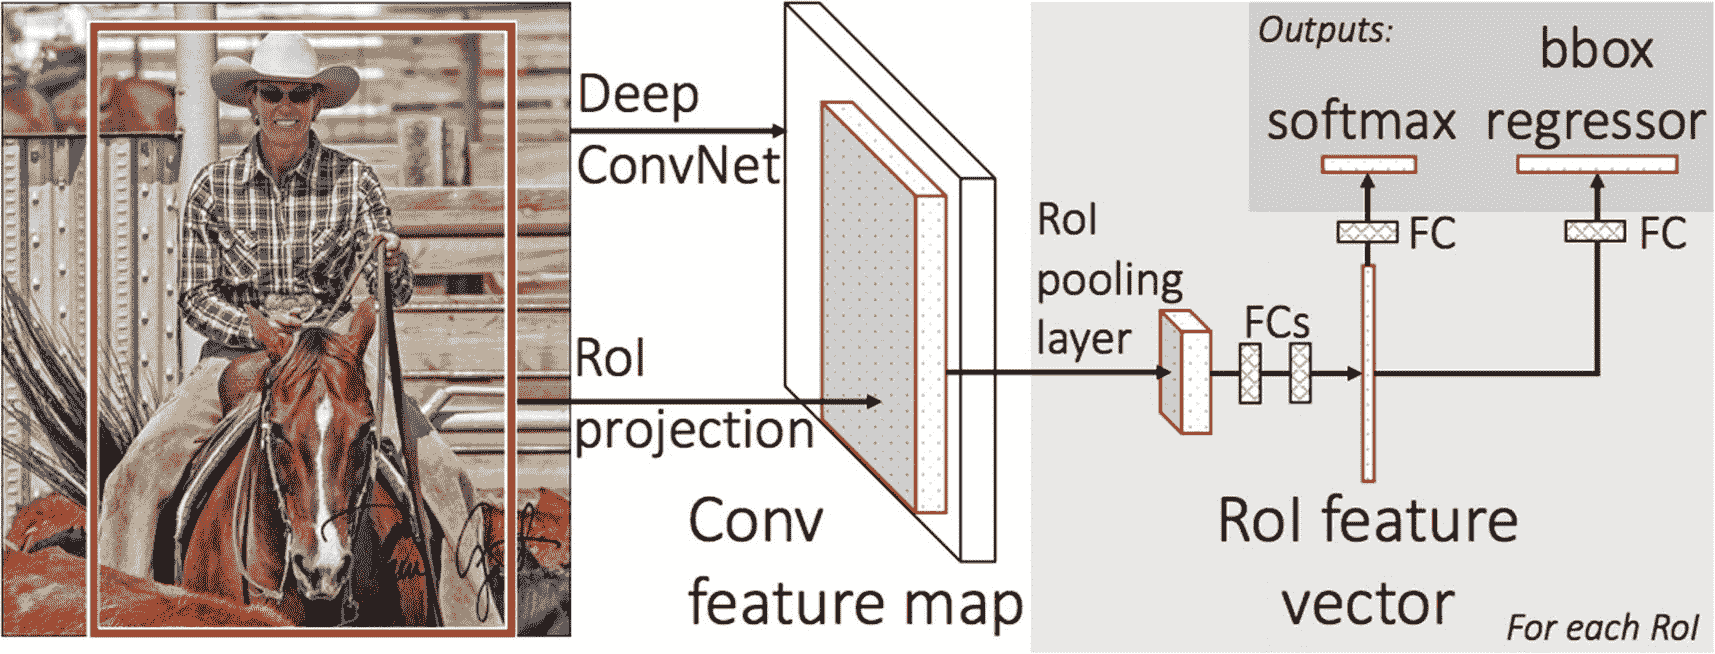 Deep
ConvNet
RoI
projection
Conv
feature map
RoI
pooling
layer
FCs
Outputs:
softmax
bbox
regressor
FC
FC
RoI feature
vector
For each RoI